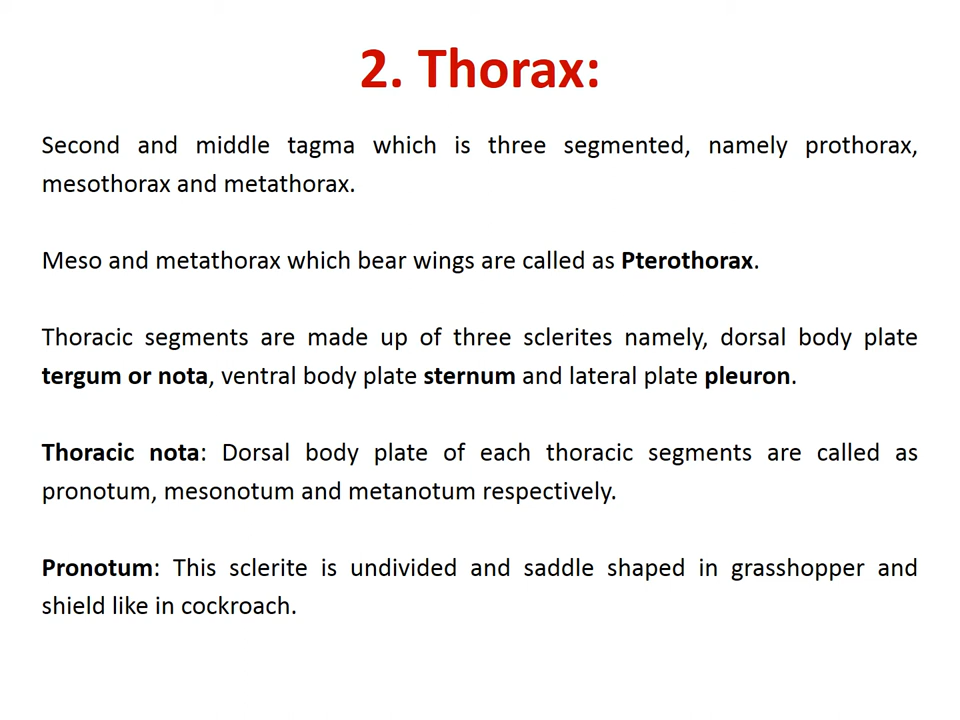 2. Thorax:
Second and middle tagma which is three segmented, namely prothorax,
mesothorax and metathorax.
Meso and metathorax which bear wings are called as Pterothorax.
Thoracic segments are made up of three sclerites namely, dorsal body plate
tergum or nota, ventral body plate sternum and lateral plate pleuron.
Thoracic nota: Dorsal body plate of each thoracic segments are called as
pronotum, mesonotum and metanotum respectively.
Pronotum: This sclerite is undivided and saddle shaped in grasshopper and
shield like in cockroach.